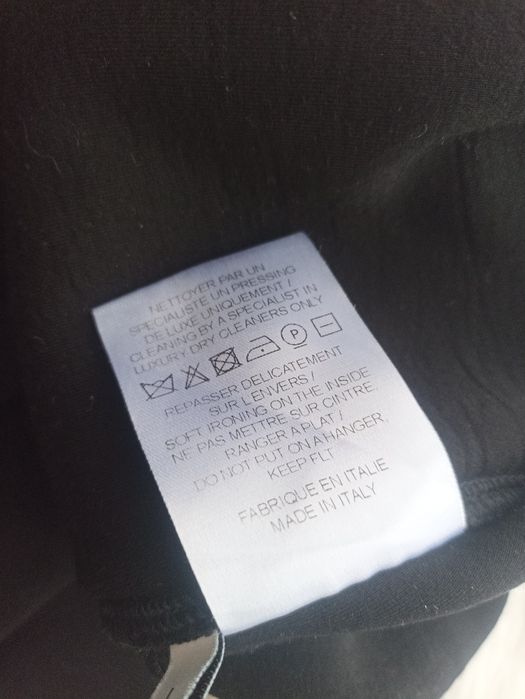 NETTOYER PAR UN
SPECIALISTE UN PRESSING
DE LUXE UNIQUEMENT /
CLEANING BY A SPECIALIST IN
LUXURY DRY CLEANERS ONLY
P
REPASSER DELICATEMENT
SUR L'ENVERS /
SOFT IRONING ON THE INSIDE
NE PAS METTRE SUR CINTRE.
RANGER A PLAT /
DO NOT PUT ON A HANGER,
KEEP FLT
FABRIQUE EN ITALIE
MADE IN ITALY